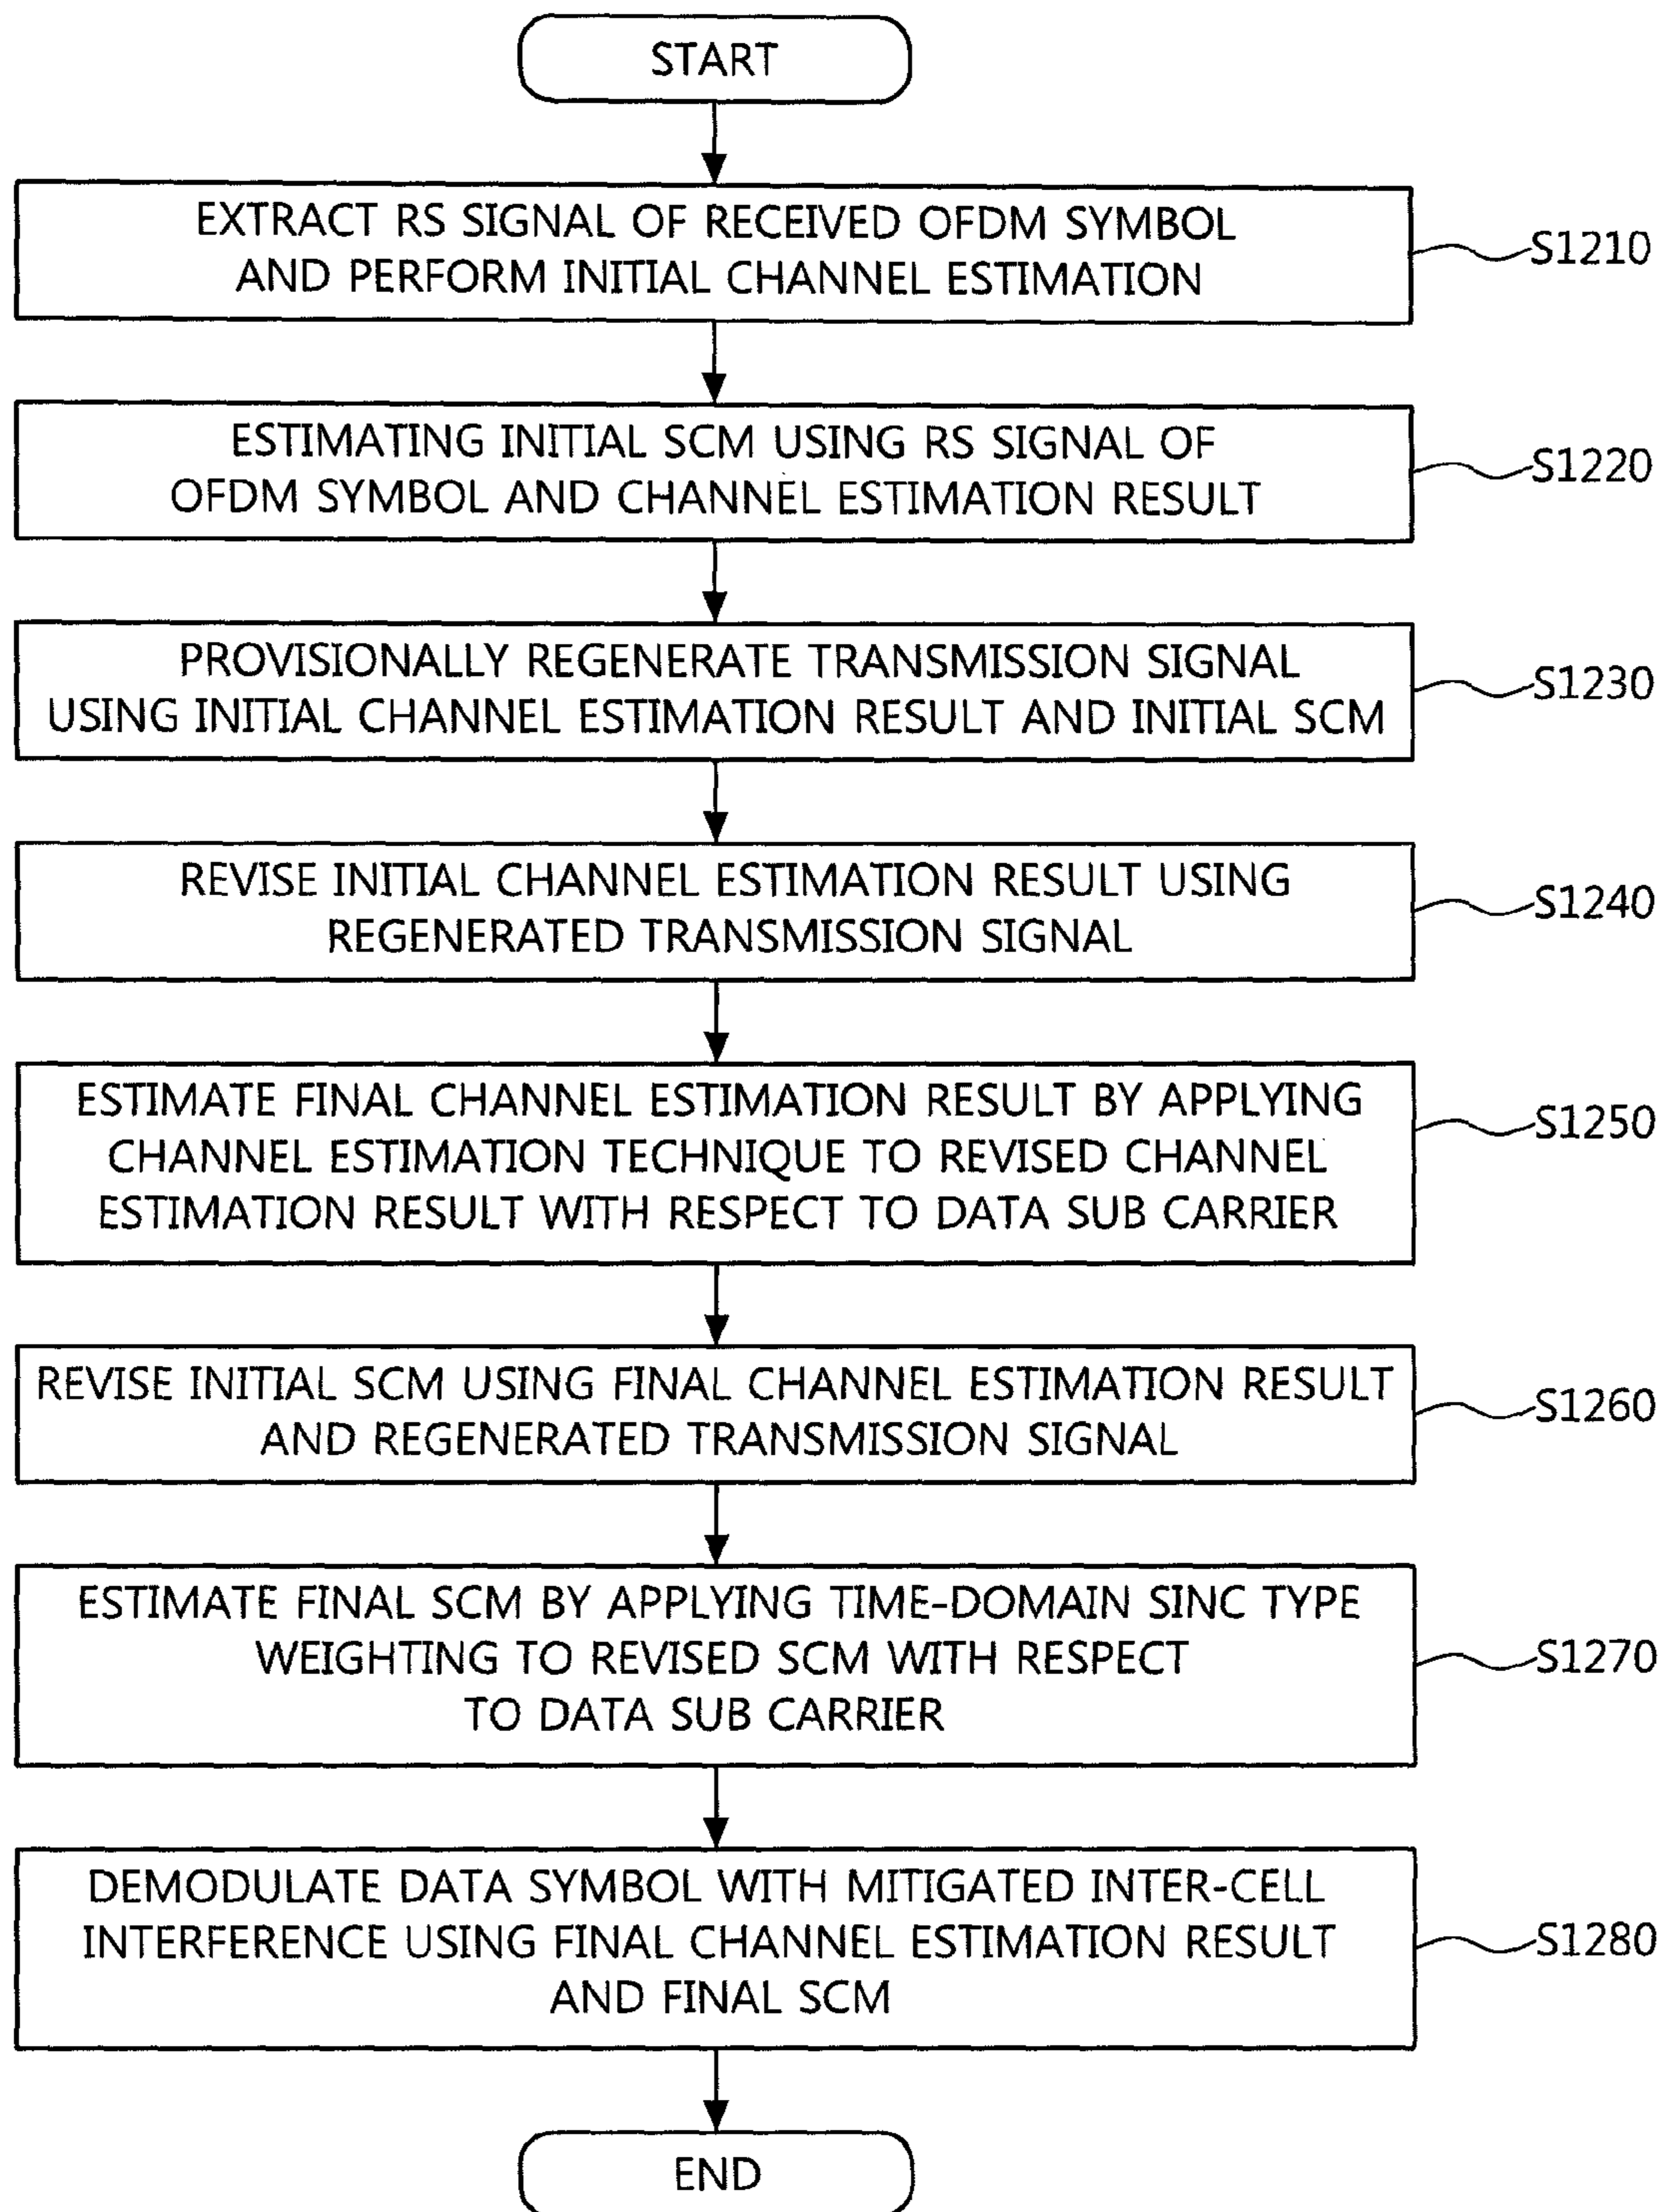 START
EXTRACT RS SIGNAL OF RECEIVED OFDM SYMBOL
AND PERFORM INITIAL CHANNEL ESTIMATION
S1210
ESTIMATING INITIAL SCM USING RS SIGNAL OF
OFDM SYMBOL AND CHANNEL ESTIMATION RESULT
S1220
PROVISIONALLY REGENERATE TRANSMISSION SIGNAL
USING INITIAL CHANNEL ESTIMATION RESULT AND INITIAL SCM
S1230
REVISE INITIAL CHANNEL ESTIMATION RESULT USING
REGENERATED TRANSMISSION SIGNAL
S1240
ESTIMATE FINAL CHANNEL ESTIMATION RESULT BY APPLYING
CHANNEL ESTIMATION TECHNIQUE TO REVISED CHANNEL
ESTIMATION RESULT WITH RESPECT TO DATA SUB CARRIER
S1250
REVISE INITIAL SCM USING FINAL CHANNEL ESTIMATION RESULT
AND REGENERATED TRANSMISSION SIGNAL
S1260
ESTIMATE FINAL SCM BY APPLYING TIME-DOMAIN SINC TYPE
WEIGHTING TO REVISED SCM WITH RESPECT
TO DATA SUB CARRIER
S1270
DEMODULATE DATA SYMBOL WITH MITIGATED INTER-CELL
INTERFERENCE USING FINAL CHANNEL ESTIMATION RESULT
AND FINAL SCM
S1280
END